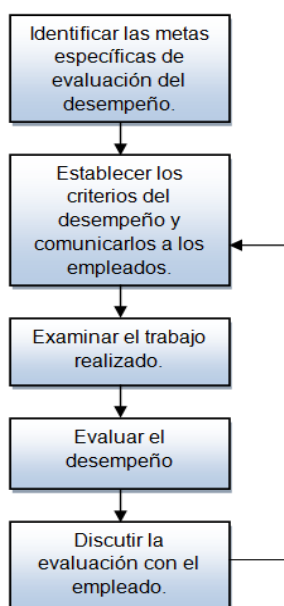 Identificar las metas
específicas de
evaluación del
desempeño.
Establecer los
criterios del
desempeño y
comunicarlos a los
empleados.
Examinar el trabajo
realizado.
Evaluar el
desempeño
Discutir la
evaluación con el
empleado.